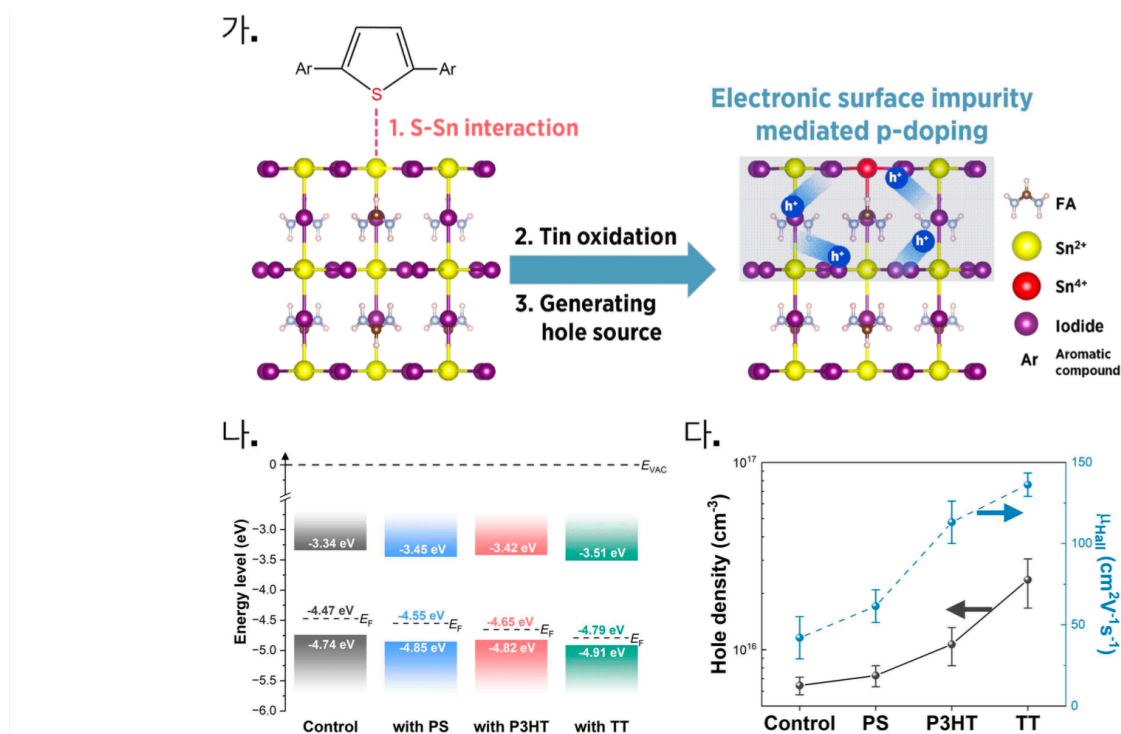 가.
Ar
Ar
S
1. S-Sn interaction
2. Tin oxidation
3. Generating
hole source
Electronic surface impurity
mediated p-doping
h⁺
h⁺
h⁺
h⁺
FA
Sn²⁺
Sn⁴⁺
Iodide
Ar
Aromatic
compound
나.
Energy level (eV)
0
−3.0
−3.5
−4.0
−4.5
−5.0
−5.5
−6.0
E_VAC
-3.34 eV
-3.45 eV
-3.42 eV
-3.51 eV
-4.47 eV
E_F
-4.55 eV
E_F
-4.65 eV
E_F
-4.79 eV
E_F
-4.74 eV
-4.85 eV
-4.82 eV
-4.91 eV
Control
with PS
with P3HT
with TT
다.
Hole density (cm⁻³)
10¹⁷
10¹⁶
150
100
50
0
μ_Hall (cm²V⁻¹s⁻¹)
Control
PS
P3HT
TT